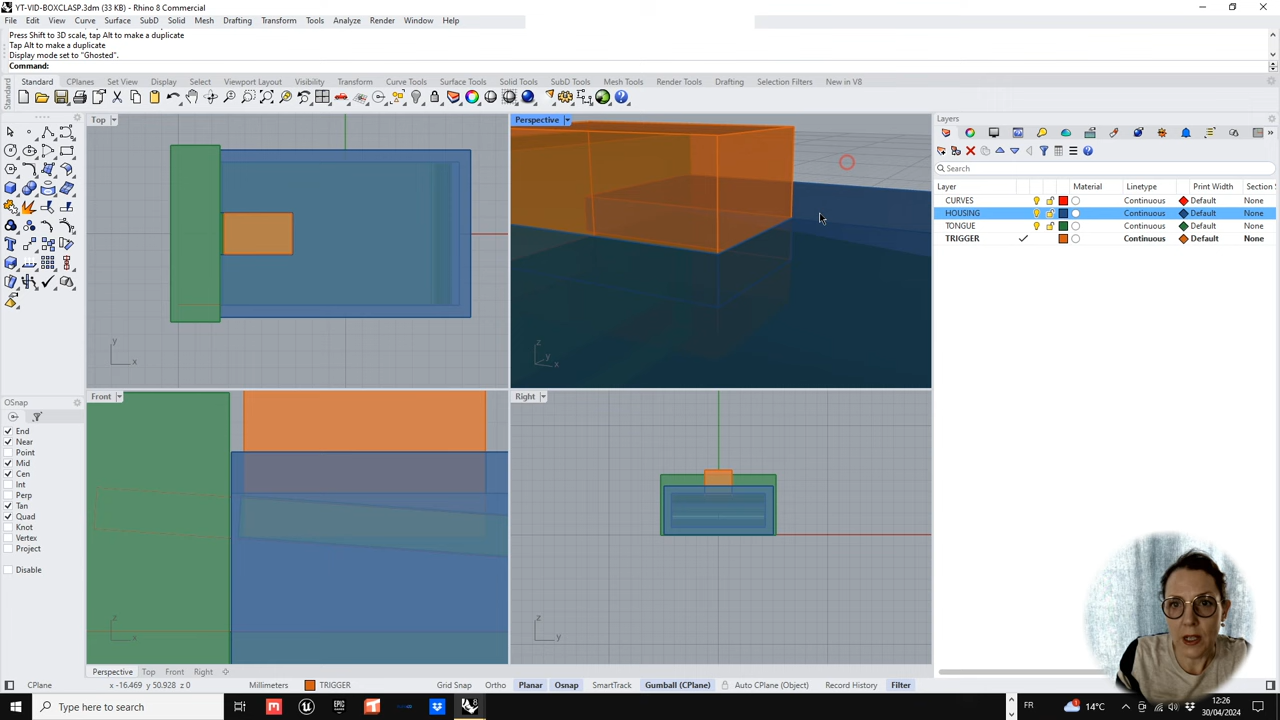 YT-VID-BOXCLASP.3dm (33 KB) - Rhino 8 Commercial
File Edit View Curve Surface SubD Solid Mesh Drafting Transform Tools Analyze Render Window Help
Press Shift to 3D scale, tap Alt to make a duplicate
Tap Alt to make a duplicate
Display mode set to "Ghosted".
Command:
Standard CPlanes Set View Display Select Viewport Layout Visibility Transform Curve Tools Surface Tools Solid Tools SubD Tools Mesh Tools Render Tools Drafting Selection Filters New in V8
Standard
Top
y
x
Perspective
z
y
x
Layers
Search
Layer Material Linetype Print Width Section
CURVES Continuous Default None
HOUSING Continuous Default None
TONGUE Continuous Default None
TRIGGER Continuous Default None
OSnap
End
Near
Point
Mid
Cen
Int
Perp
Tan
Quad
Knot
Vertex
Project
Disable
Front
z
x
Right
z
y
Perspective Top Front Right
CPlane x -16.469 y 50.928 z 0 Millimeters TRIGGER Grid Snap Ortho Planar Osnap SmartTrack Gumball (CPlane) Auto CPlane (Object) Record History Filter
Type here to search
14°C
FR
12:26
30/04/2024